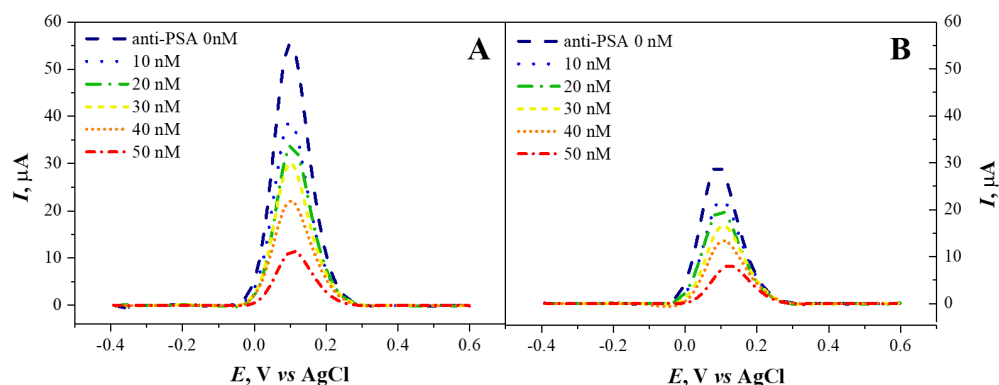 60
50
40
30
20
10
0
I, μA
anti-PSA 0nM
10 nM
20 nM
30 nM
40 nM
50 nM
A
-0.4 -0.2 0.0 0.2 0.4 0.6
E, V vs AgCl
anti-PSA 0 nM
10 nM
20 nM
30 nM
40 nM
50 nM
B
60
50
40
30
20
10
0
I, μA
-0.4 -0.2 0.0 0.2 0.4 0.6
E, V vs AgCl